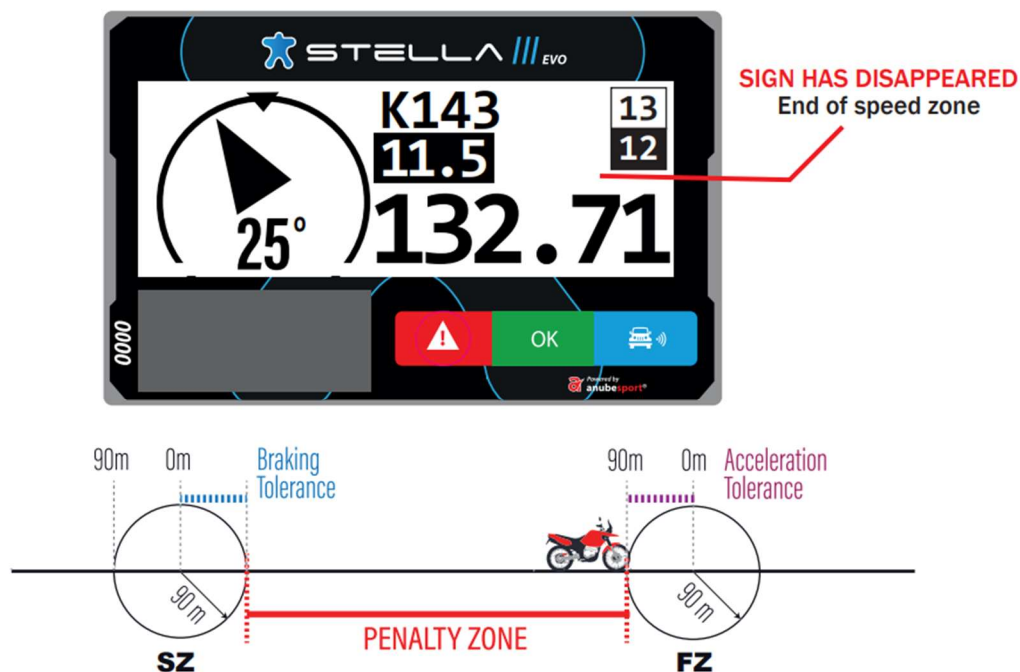 STELLA III EVO
SIGN HAS DISAPPEARED
End of speed zone
K143
13
11.5
12
132.71
25°
0000
OK
Powered by
anubesport®
90m 0m Braking Tolerance
90m 0m Acceleration Tolerance
90 m
90 m
PENALTY ZONE
SZ
FZ